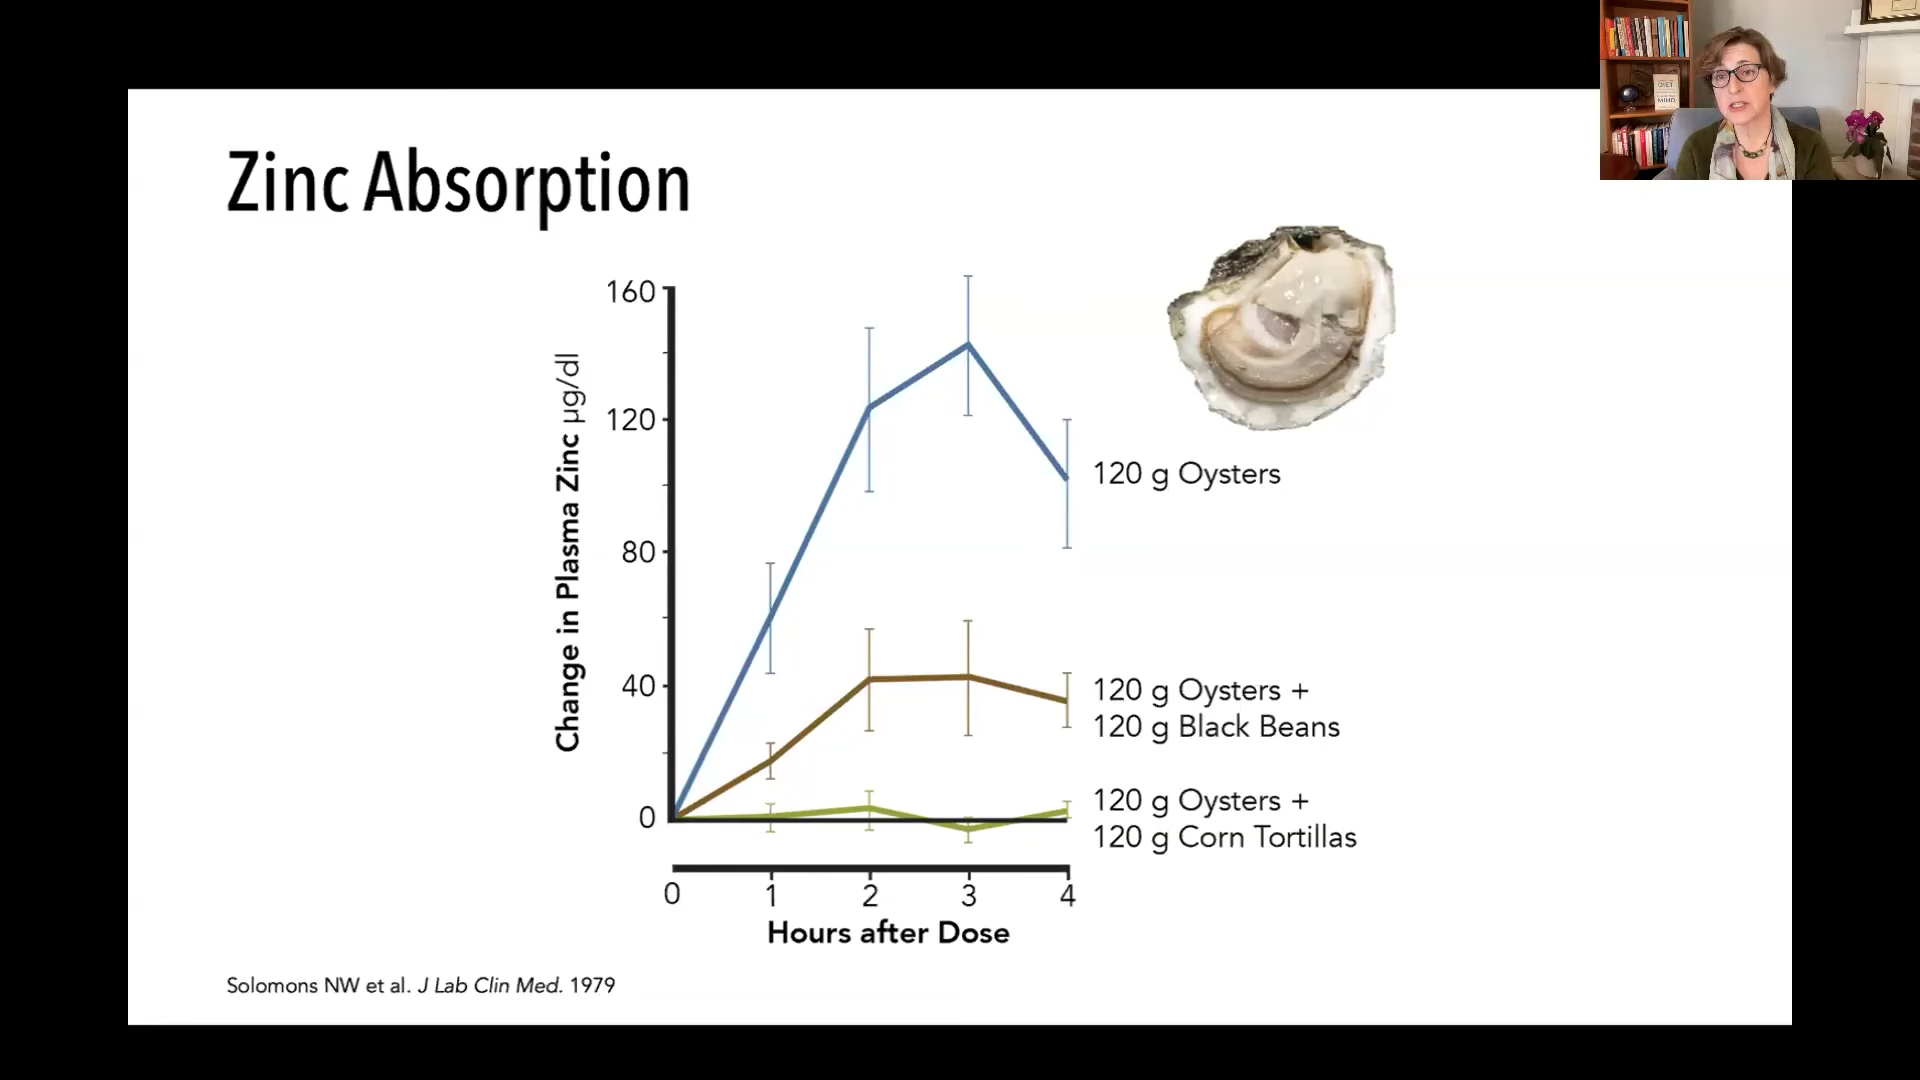 Zinc Absorption
160
120
80
40
0
Change in Plasma Zinc µg/dl
0 1 2 3 4
Hours after Dose
120 g Oysters
120 g Oysters +
120 g Black Beans
120 g Oysters +
120 g Corn Tortillas
Solomons NW et al. J Lab Clin Med. 1979
DIET
MIND